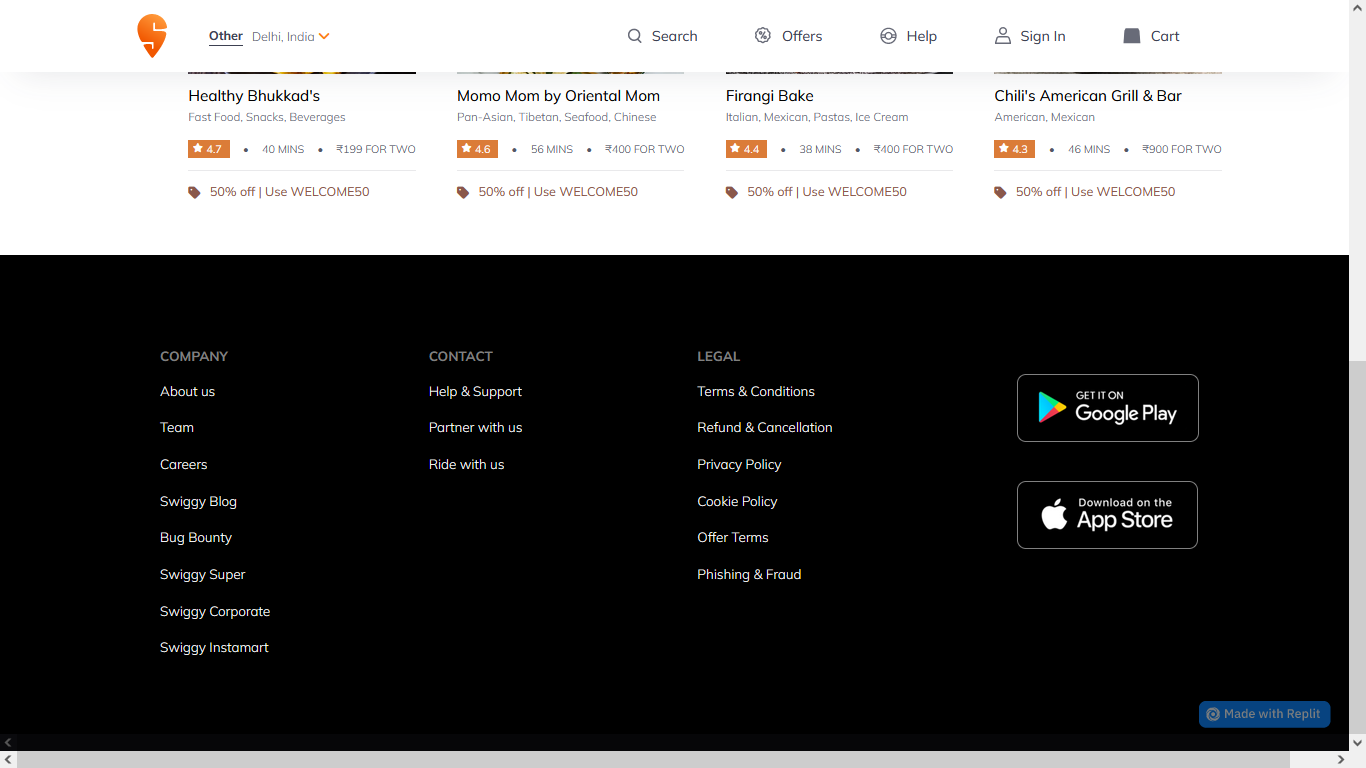 Other Delhi, India Search Offers Help Sign In Cart
Healthy Bhukkad's
Fast Food, Snacks, Beverages
4.7 • 40 MINS • ₹199 FOR TWO
50% off | Use WELCOME50
Momo Mom by Oriental Mom
Pan-Asian, Tibetan, Seafood, Chinese
4.6 • 56 MINS • ₹400 FOR TWO
50% off | Use WELCOME50
Firangi Bake
Italian, Mexican, Pastas, Ice Cream
4.4 • 38 MINS • ₹400 FOR TWO
50% off | Use WELCOME50
Chili's American Grill & Bar
American, Mexican
4.3 • 46 MINS • ₹900 FOR TWO
50% off | Use WELCOME50
COMPANY
About us
Team
Careers
Swiggy Blog
Bug Bounty
Swiggy Super
Swiggy Corporate
Swiggy Instamart
CONTACT
Help & Support
Partner with us
Ride with us
LEGAL
Terms & Conditions
Refund & Cancellation
Privacy Policy
Cookie Policy
Offer Terms
Phishing & Fraud
GET IT ON
Google Play
Download on the
App Store
Made with Replit